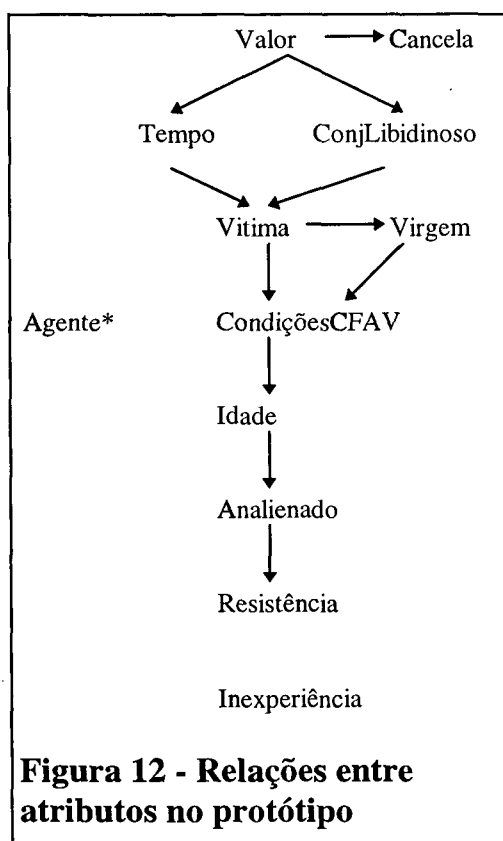 Valor Cancela
Tempo ConjLibidinoso
Vitima Virgem
Agente* CondiçõesCFAV
Idade
Analienado
Resistência
Inexperiência
Figura 12 - Relações entre
atributos no protótipo